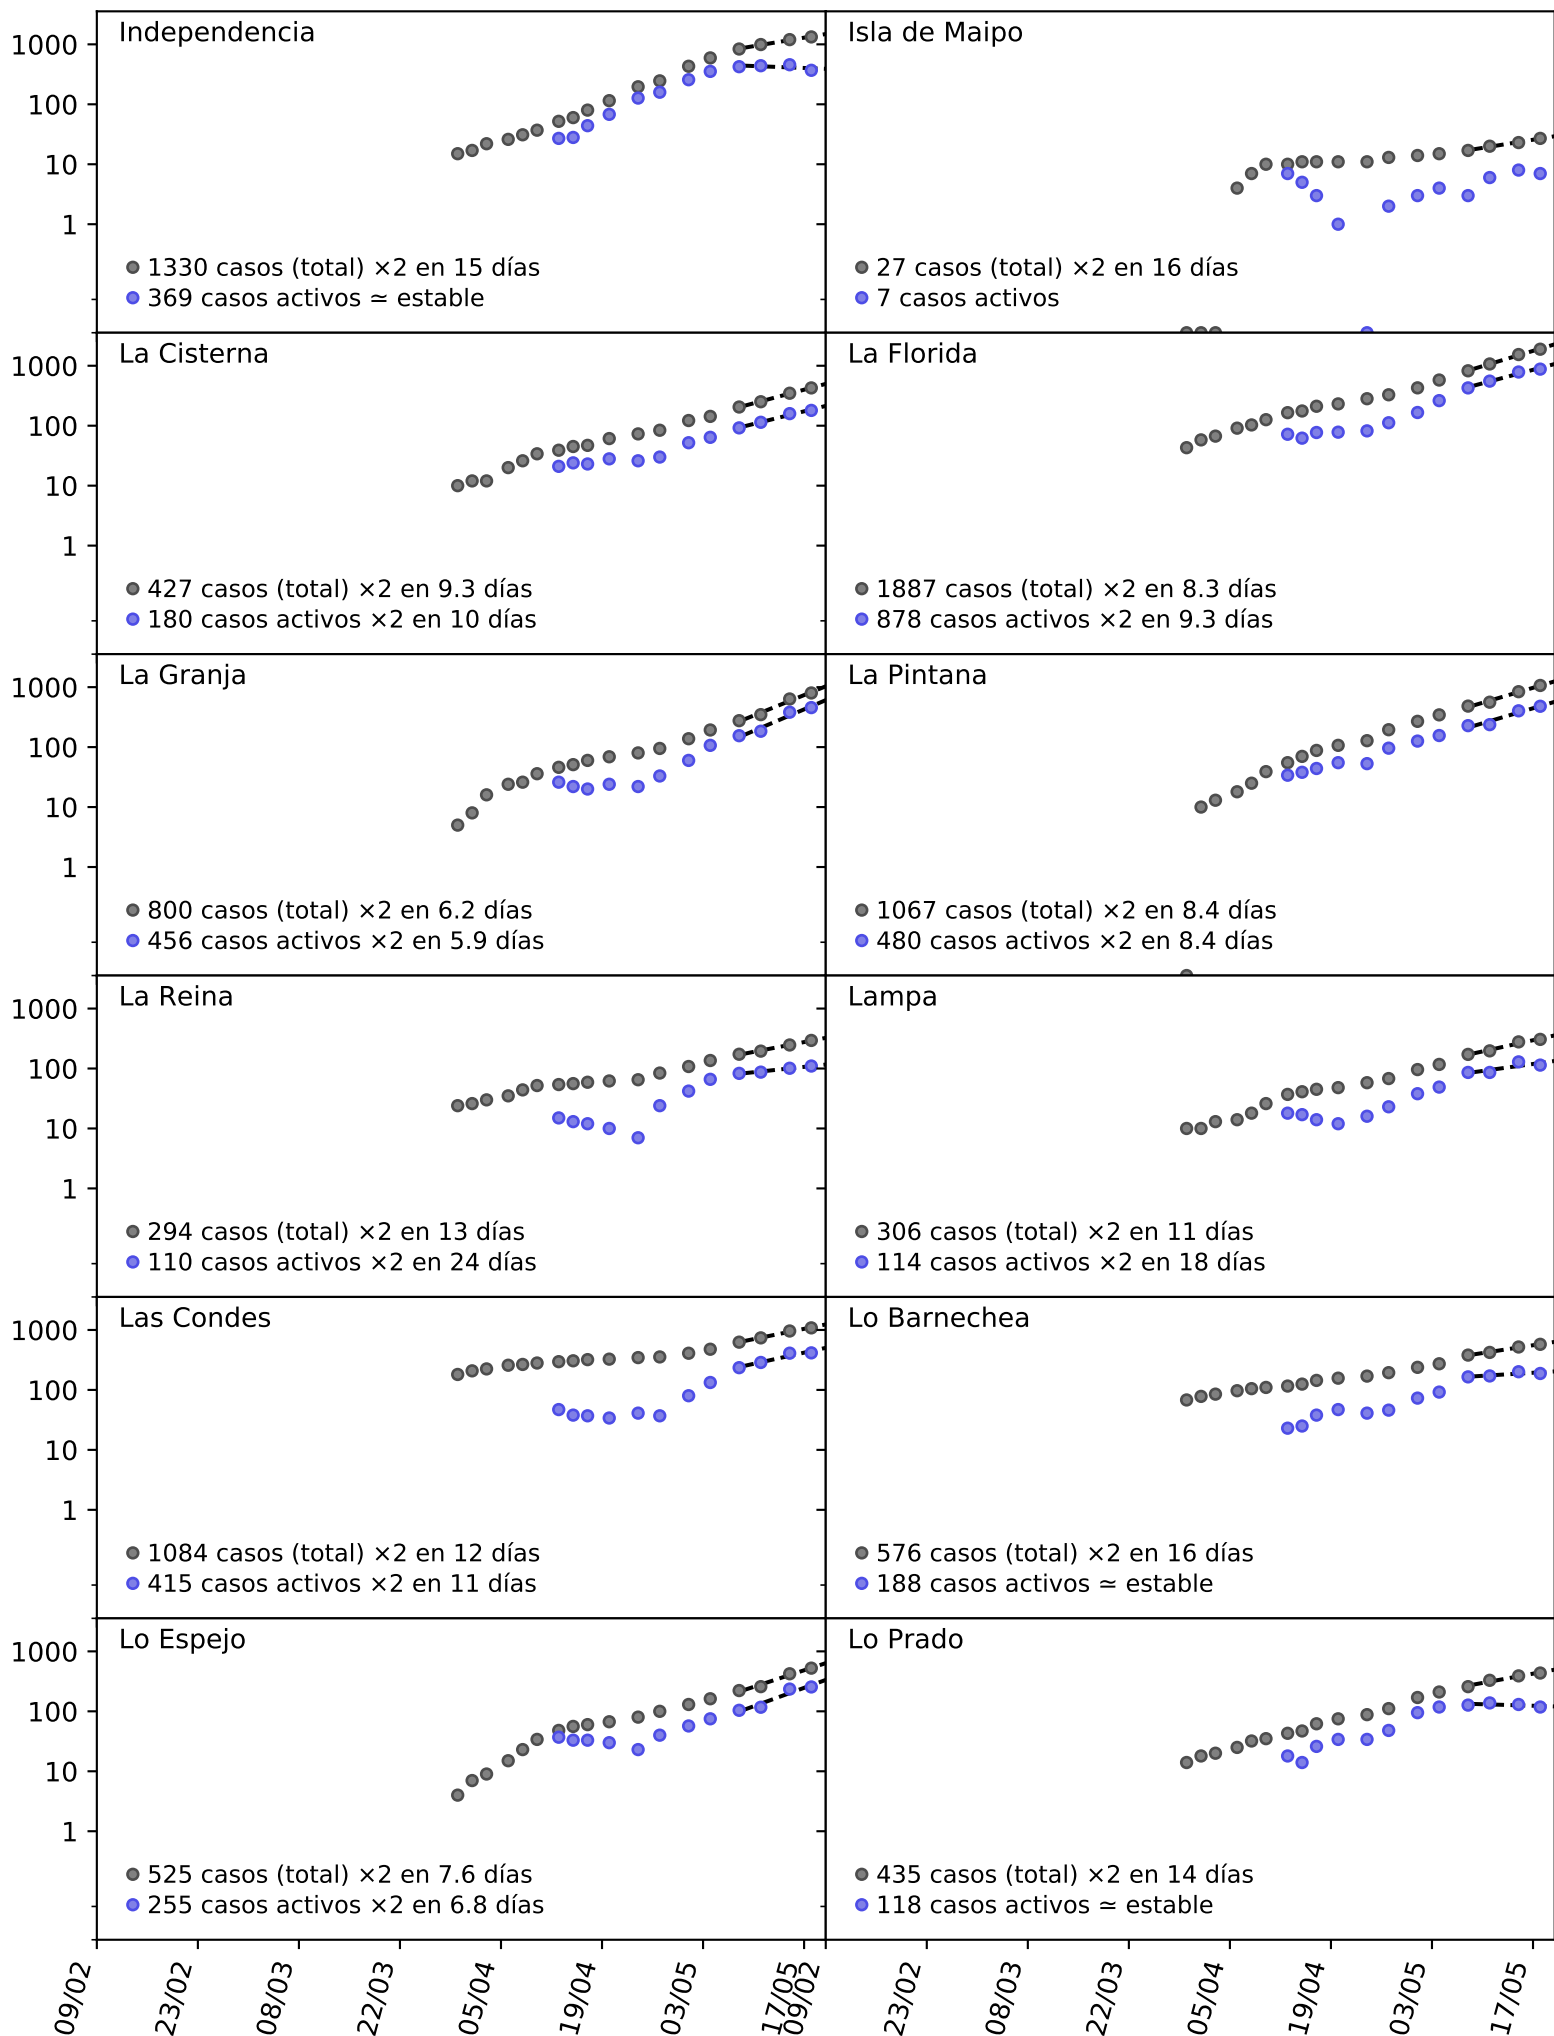 Independencia
1000
100
10
1
1330 casos (total) ×2 en 15 días
369 casos activos ≃ estable
Isla de Maipo
27 casos (total) ×2 en 16 días
7 casos activos
La Cisterna
1000
100
10
1
427 casos (total) ×2 en 9.3 días
180 casos activos ×2 en 10 días
La Florida
1887 casos (total) ×2 en 8.3 días
878 casos activos ×2 en 9.3 días
La Granja
1000
100
10
1
800 casos (total) ×2 en 6.2 días
456 casos activos ×2 en 5.9 días
La Pintana
1067 casos (total) ×2 en 8.4 días
480 casos activos ×2 en 8.4 días
La Reina
1000
100
10
1
294 casos (total) ×2 en 13 días
110 casos activos ×2 en 24 días
Lampa
306 casos (total) ×2 en 11 días
114 casos activos ×2 en 18 días
Las Condes
1000
100
10
1
1084 casos (total) ×2 en 12 días
415 casos activos ×2 en 11 días
Lo Barnechea
576 casos (total) ×2 en 16 días
188 casos activos ≃ estable
Lo Espejo
1000
100
10
1
525 casos (total) ×2 en 7.6 días
255 casos activos ×2 en 6.8 días
Lo Prado
435 casos (total) ×2 en 14 días
118 casos activos ≃ estable
09/02
23/02
08/03
22/03
05/04
19/04
03/05
17/05
09/02
23/02
08/03
22/03
05/04
19/04
03/05
17/05